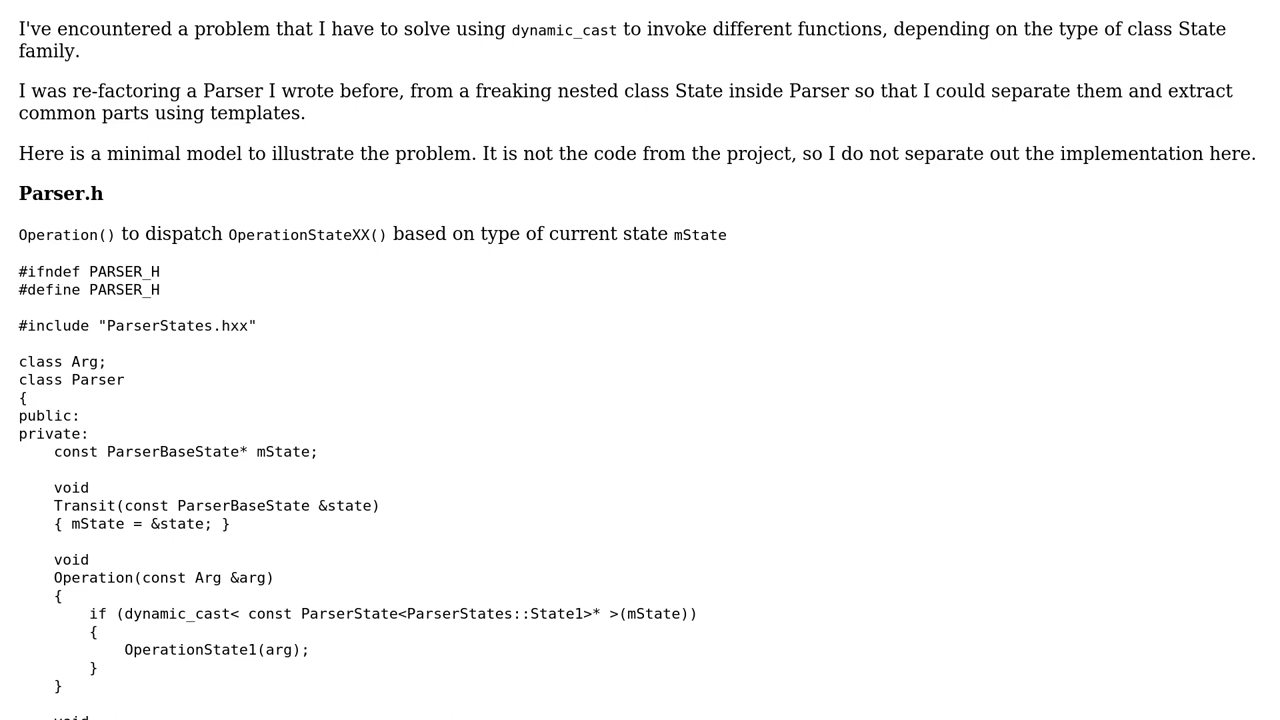 I've encountered a problem that I have to solve using dynamic_cast to invoke different functions, depending on the type of class State
family.
I was re-factoring a Parser I wrote before, from a freaking nested class State inside Parser so that I could separate them and extract
common parts using templates.
Here is a minimal model to illustrate the problem. It is not the code from the project, so I do not separate out the implementation here.
Parser.h
Operation() to dispatch OperationStateXX() based on type of current state mState
#ifndef PARSER_H
#define PARSER_H
#include "ParserStates.hxx"
class Arg;
class Parser
{
public:
private:
    const ParserBaseState* mState;
    void
    Transit(const ParserBaseState &state)
    { mState = &state; }
    void
    Operation(const Arg &arg)
    {
        if (dynamic_cast< const ParserState<ParserStates::State1>* >(mState))
        {
            OperationState1(arg);
        }
    }
    void